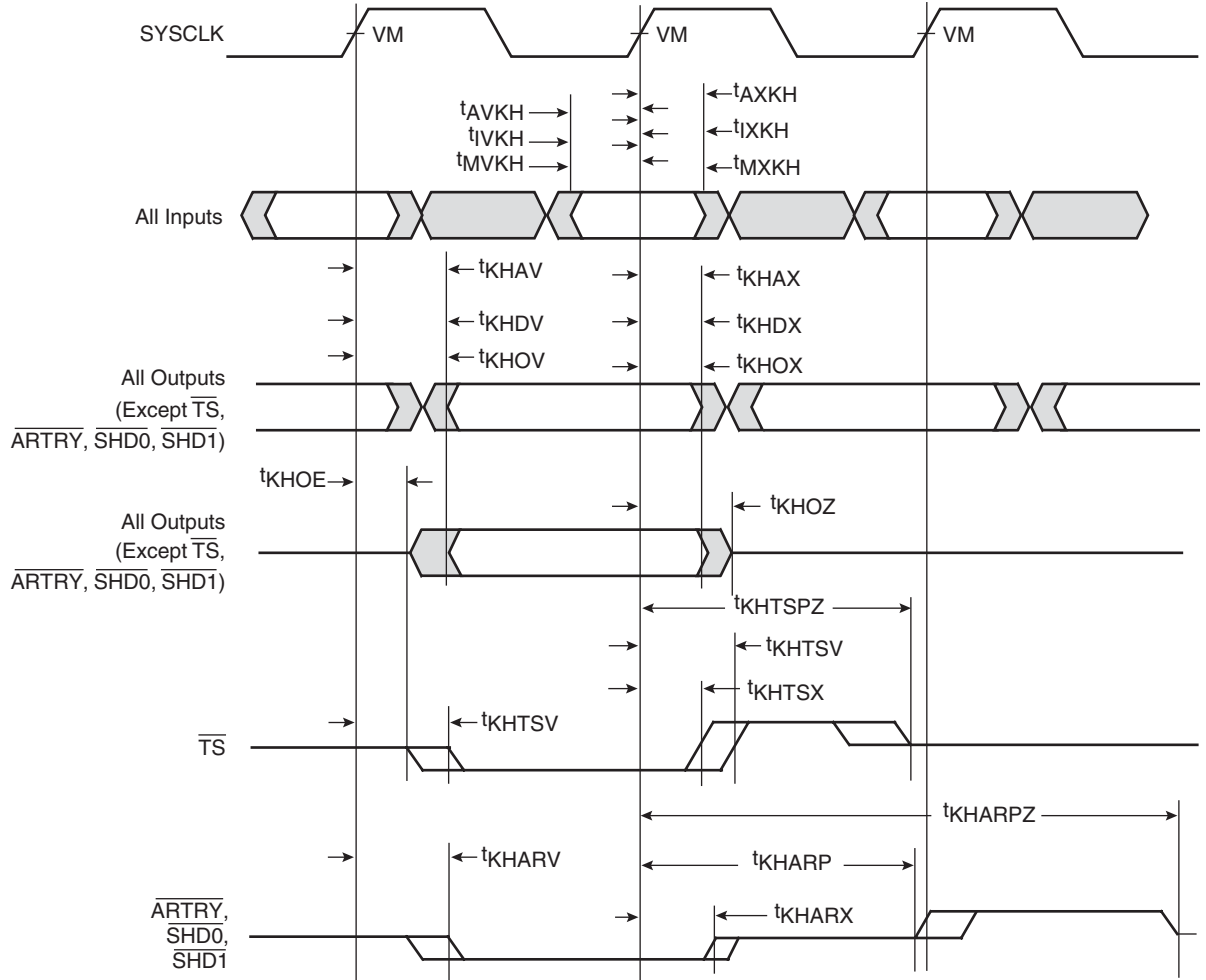 SYSCLK
VM
VM
VM
tAVKH
tAXKH
tIVKH
tIXKH
tMVKH
tMXKH
All Inputs
tKHAV
tKHAX
tKHDV
tKHDX
tKHOV
tKHOX
All Outputs
(Except TS,
ARTRY, SHD0, SHD1)
tKHOE
tKHOZ
All Outputs
(Except TS,
ARTRY, SHD0, SHD1)
tKHTSPZ
tKHTSV
tKHTSX
tKHTSV
TS
tKHARPZ
tKHARV
tKHARP
tKHARX
ARTRY,
SHD0,
SHD1